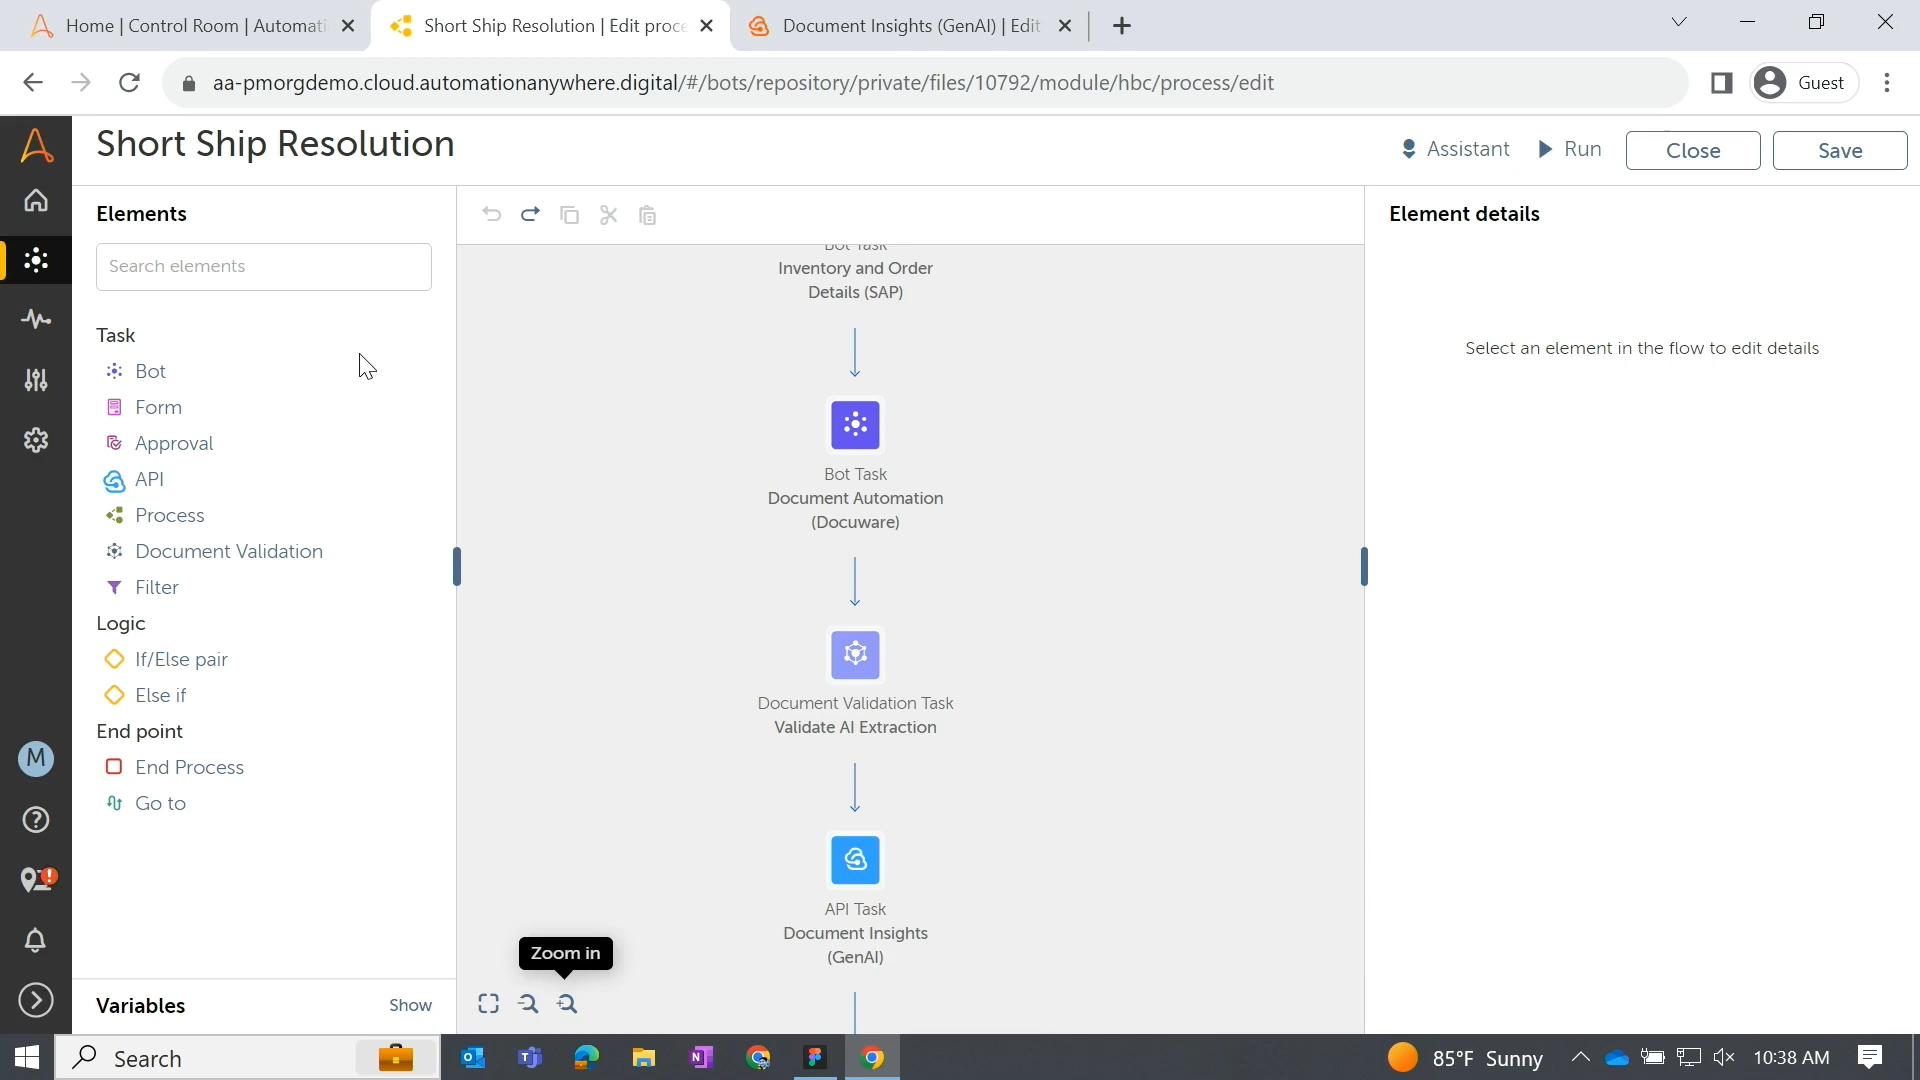 Home | Control Room | Automati
Short Ship Resolution | Edit proce
Document Insights (GenAI) | Edit
aa-pmorgdemo.cloud.automationanywhere.digital/#/bots/repository/private/files/10792/module/hbc/process/edit
Guest
Short Ship Resolution
Assistant
Run
Close
Save
Elements
Search elements
Task
Bot
Form
Approval
API
Process
Document Validation
Filter
Logic
If/Else pair
Else if
End point
End Process
Go to
Variables
Show
Bot Task
Inventory and Order
Details (SAP)
Bot Task
Document Automation
(Docuware)
Document Validation Task
Validate AI Extraction
API Task
Document Insights
(GenAI)
Zoom in
Element details
Select an element in the flow to edit details
M
Search
85°F Sunny
10:38 AM